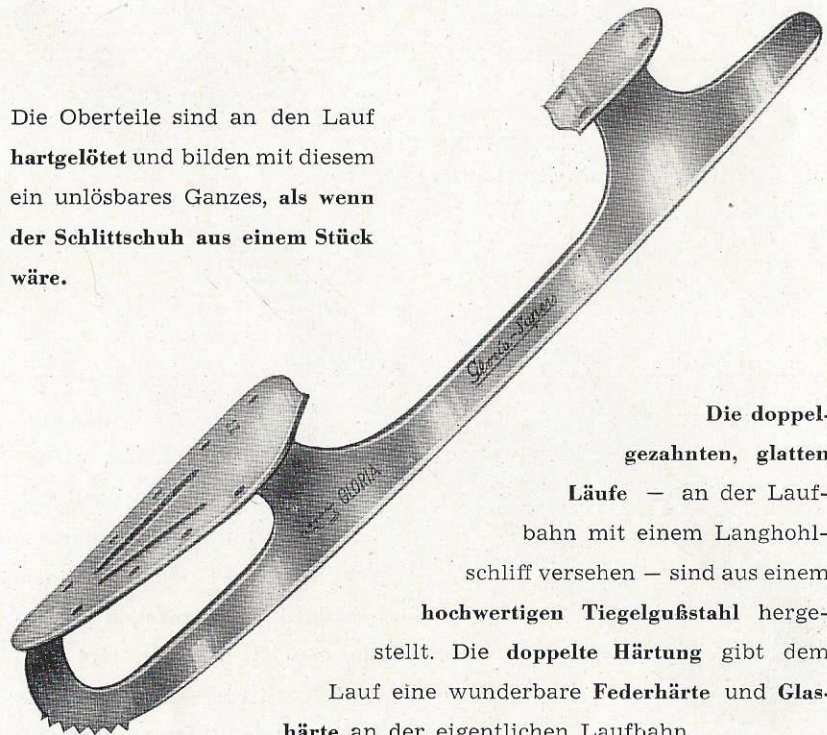 Die Oberteile sind an den Lauf
hartgelötet und bilden mit diesem
ein unlösbares Ganzes, als wenn
der Schlittschuh aus einem Stück
wäre.
Gloria-Super
GLORIA
Die doppel-
gezahnten, glatten
Läufe — an der Lauf-
bahn mit einem Langhohl-
schliff versehen — sind aus einem
hochwertigen Tiegelgußstahl herge-
stellt. Die doppelte Härtung gibt dem
Lauf eine wunderbare Federhärte und Glas-
härte an der eigentlichen Laufbahn